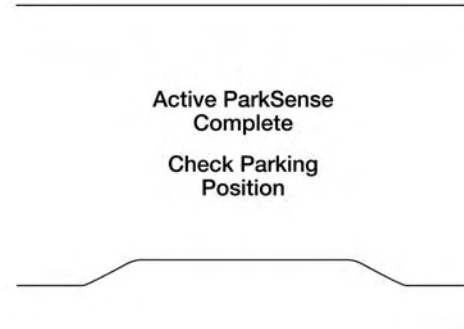 Active ParkSense
Complete
Check Parking
Position